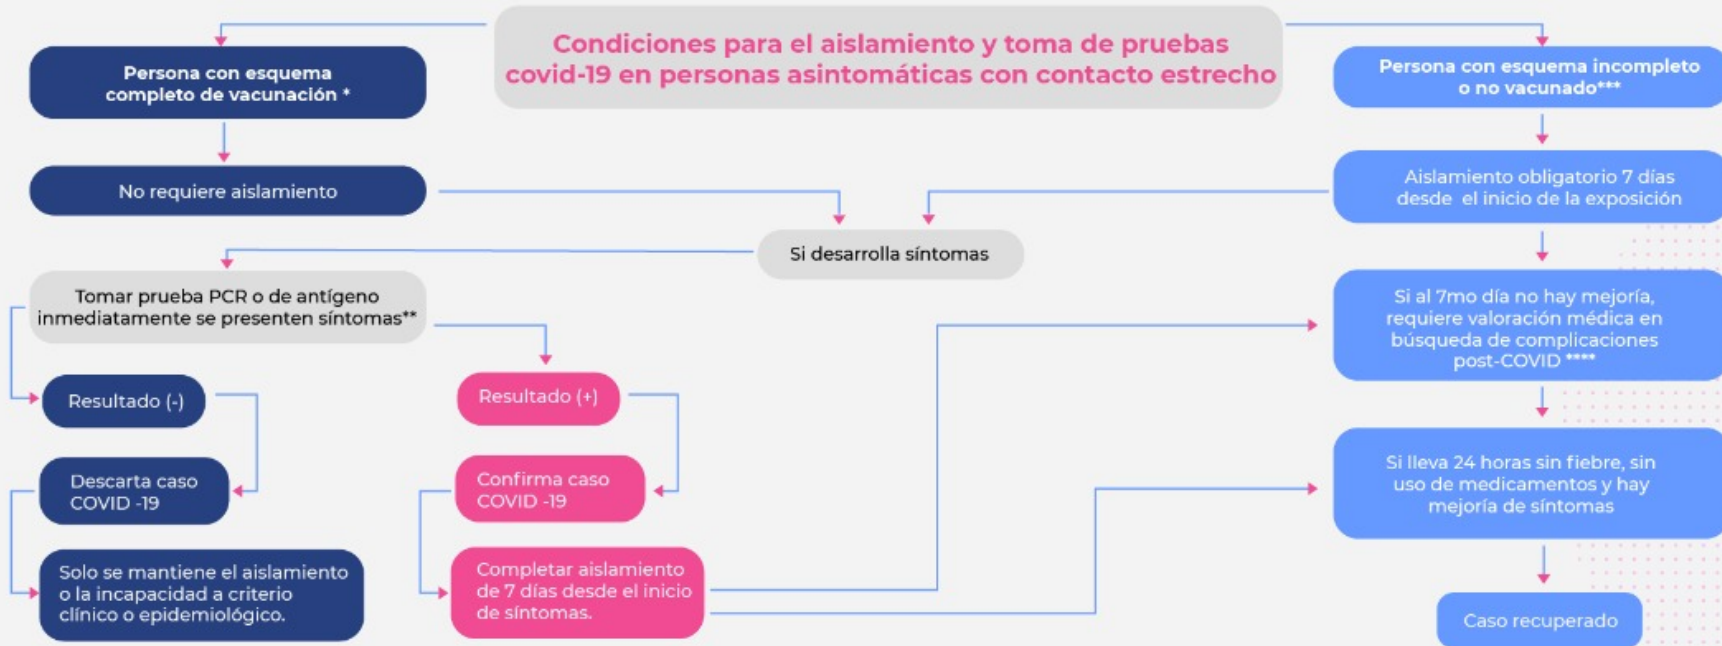 Condiciones para el aislamiento y toma de pruebas
covid-19 en personas asintomáticas con contacto estrecho
Persona con esquema
completo de vacunación *
No requiere aislamiento
Persona con esquema incompleto
o no vacunado***
Aislamiento obligatorio 7 días
desde el inicio de la exposición
Si desarrolla síntomas
Tomar prueba PCR o de antígeno
inmediatamente se presenten síntomas**
Resultado (-)
Descarta caso
COVID -19
Solo se mantiene el aislamiento
o la incapacidad a criterio
clínico o epidemiológico.
Resultado (+)
Confirma caso
COVID -19
Completar aislamiento
de 7 días desde el inicio
de síntomas.
Si al 7mo día no hay mejoría,
requiere valoración médica en
búsqueda de complicaciones
post-COVID ****
Si lleva 24 horas sin fiebre, sin
uso de medicamentos y hay
mejoría de síntomas
Caso recuperado